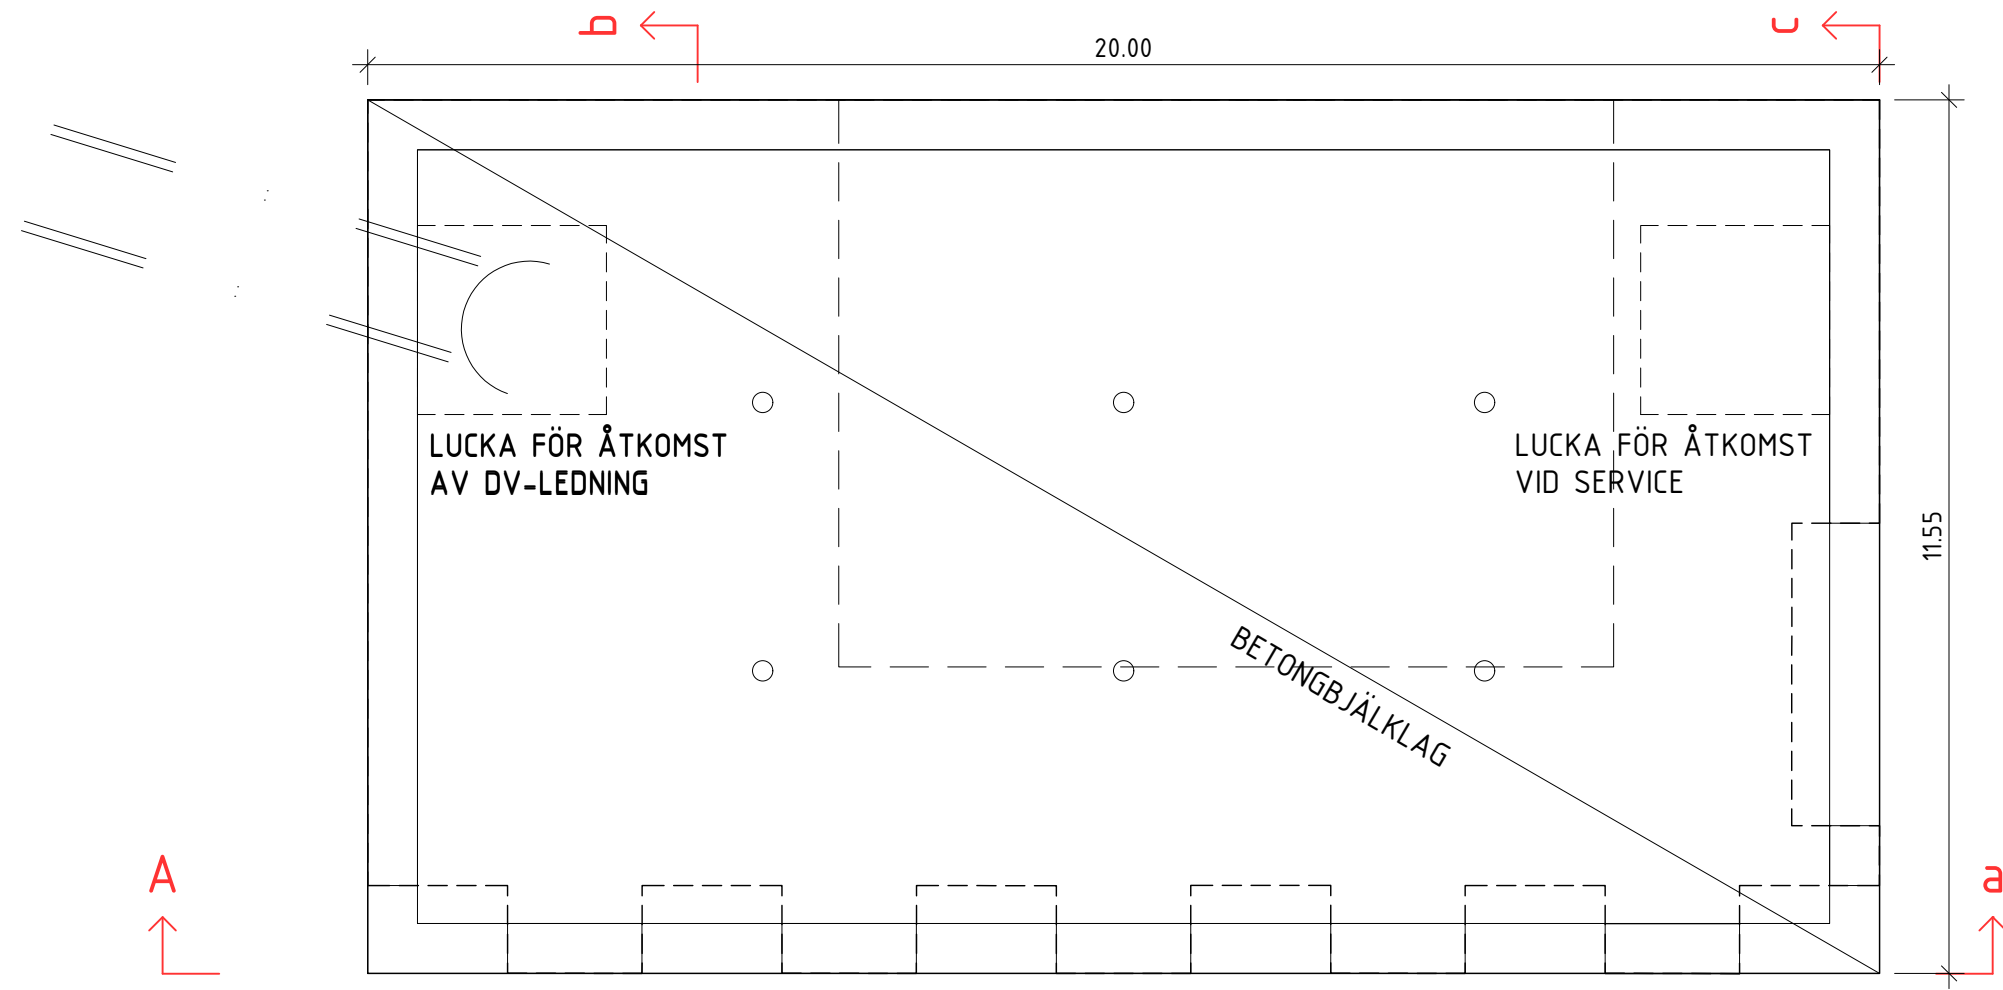 b
c
20.00
LUCKA FÖR ÅTKOMST
AV DV-LEDNING
LUCKA FÖR ÅTKOMST
VID SERVICE
11.55
BETONGBJÄLKLAG
A
a